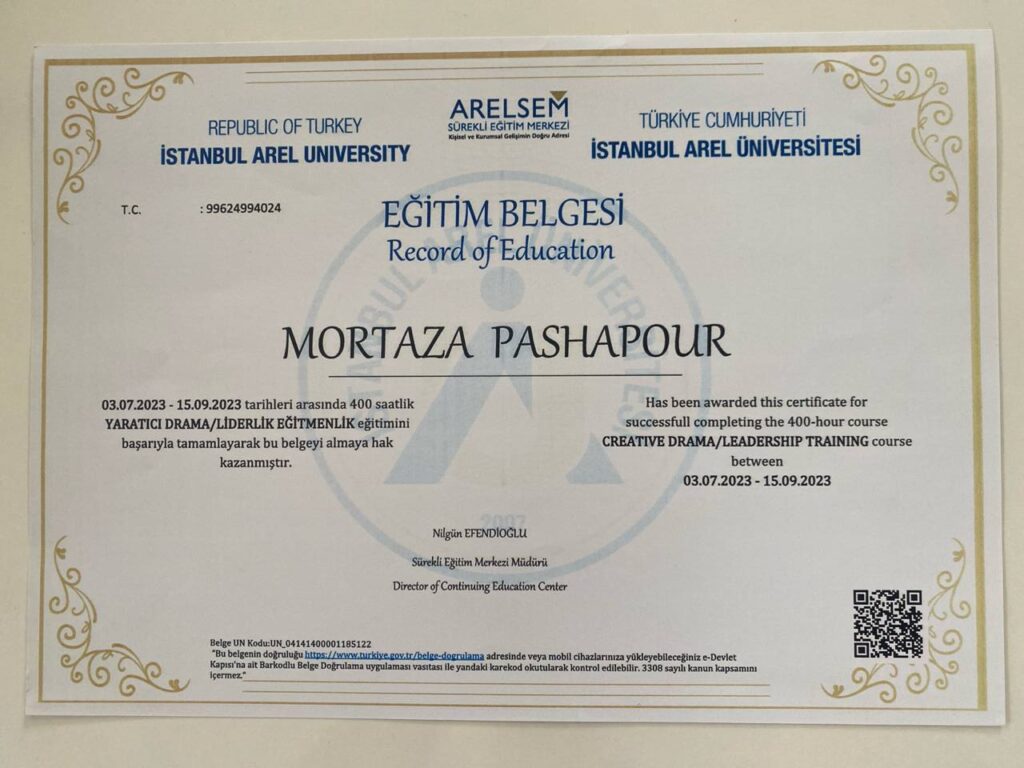 REPUBLIC OF TURKEY
İSTANBUL AREL UNIVERSITY
ARELSEM
SÜREKLİ EĞİTİM MERKEZİ
Kişisel ve Kurumsal Gelişimin Doğru Adresi
TÜRKİYE CUMHURİYETİ
İSTANBUL AREL ÜNİVERSİTESİ
T.C. : 99624994024
EĞİTİM BELGESİ
Record of Education
İSTANBUL AREL ÜNİVERSİTESİ
MORTAZA PASHAPOUR
03.07.2023 - 15.09.2023 tarihleri arasında 400 saatlik
YARATICI DRAMA/LİDERLİK EĞİTMENLİK eğitimini
başarıyla tamamlayarak bu belgeyi almaya hak
kazanmıştır.
Has been awarded this certificate for
successfull completing the 400-hour course
CREATIVE DRAMA/LEADERSHIP TRAINING course
between
03.07.2023 - 15.09.2023
2007
Nilgün EFENDİOĞLU
Sürekli Eğitim Merkezi Müdürü
Director of Continuing Education Center
Belge UN Kodu:UN_04141400001185122
"Bu belgenin doğruluğu https://www.turkiye.gov.tr/belge-dogrulama adresinde veya mobil cihazlarınıza yükleyebileceğiniz e-Devlet
Kapısı'na ait Barkodlu Belge Doğrulama uygulaması vasıtası ile yandaki karekod okutularak kontrol edilebilir. 3308 sayılı kanun kapsamını
içermez."